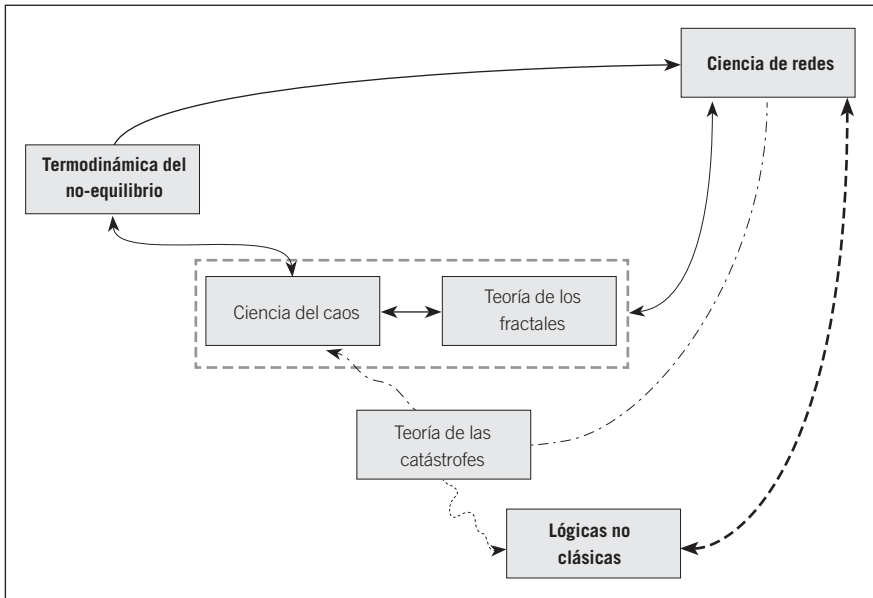 Ciencia de redes
Termodinámica del
no-equilibrio
Ciencia del caos
Teoría de los
fractales
Teoría de las
catástrofes
Lógicas no
clásicas